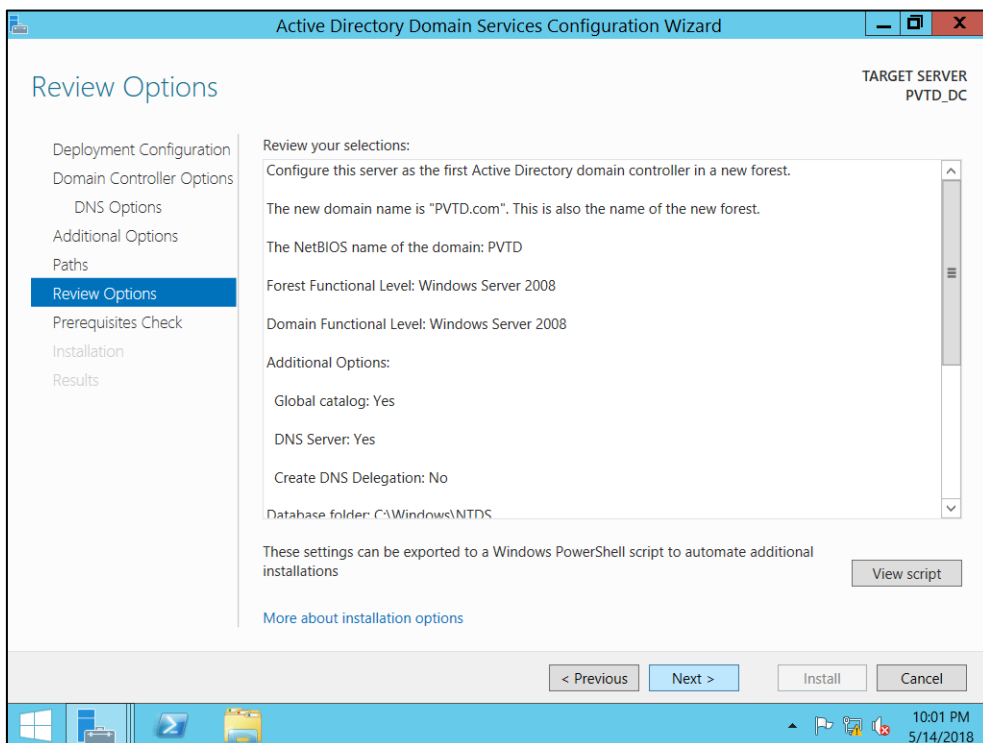 Active Directory Domain Services Configuration Wizard
Review Options
TARGET SERVER
PVTD_DC
Deployment Configuration
Domain Controller Options
DNS Options
Additional Options
Paths
Review Options
Prerequisites Check
Installation
Results
Review your selections:
Configure this server as the first Active Directory domain controller in a new forest.
The new domain name is "PVTD.com". This is also the name of the new forest.
The NetBIOS name of the domain: PVTD
Forest Functional Level: Windows Server 2008
Domain Functional Level: Windows Server 2008
Additional Options:
Global catalog: Yes
DNS Server: Yes
Create DNS Delegation: No
Database folder: C:\Windows\NTDS
These settings can be exported to a Windows PowerShell script to automate additional
installations
View script
More about installation options
< Previous
Next >
Install
Cancel
10:01 PM
5/14/2018